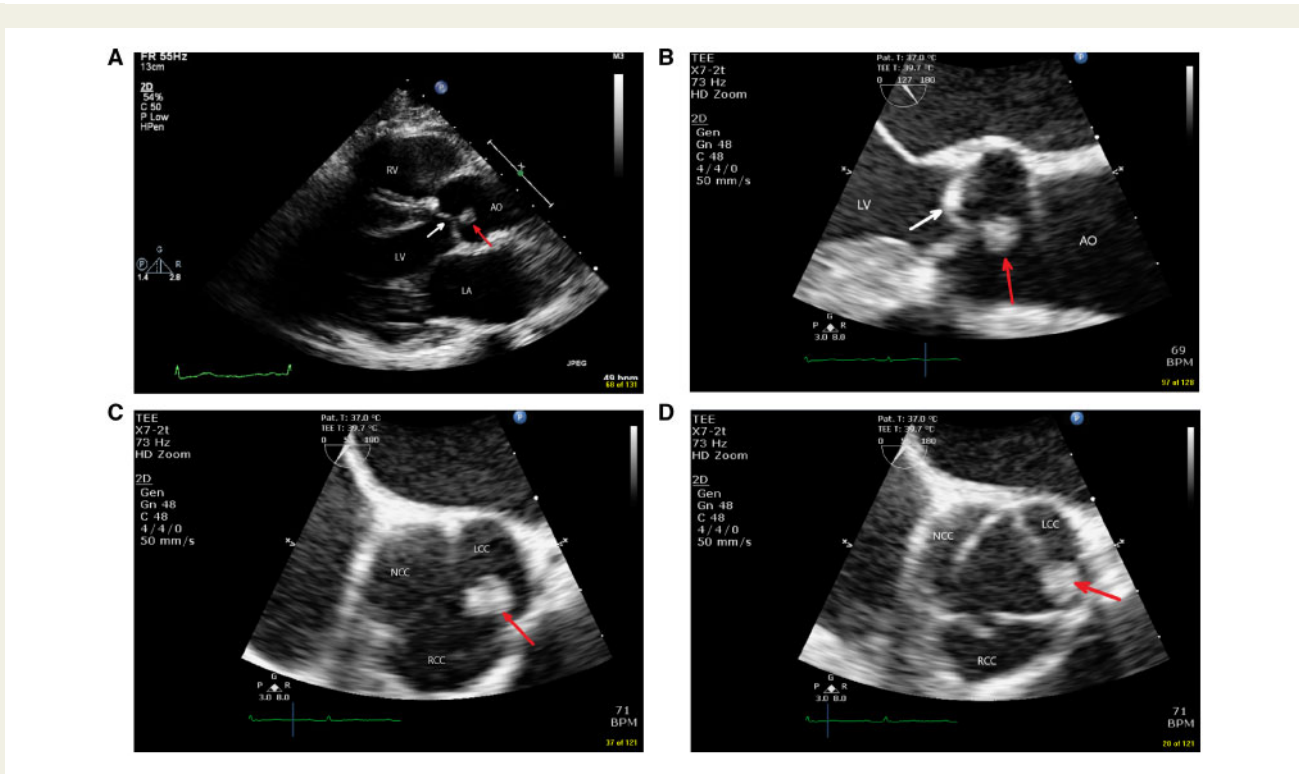 A
FR 55Hz
13cm
2D
54%
C 50
P Low
HPen
M3
P
RV
AO
LV
LA
G
P R
1.4 2.8
JPEG
49 bpm
68 of 131
B
TEE
X7-2t
73 Hz
HD Zoom
2D
Gen
Gn 48
C 48
4/4/0
50 mm/s
Pat. T: 37.0 °C
TEE T: 39.7 °C
0 127 180
P
LV
AO
G
P R
3.0 8.0
69
BPM
97 of 128
C
TEE
X7-2t
73 Hz
HD Zoom
2D
Gen
Gn 48
C 48
4/4/0
50 mm/s
Pat. T: 37.0 °C
TEE T: 39.7 °C
0 180
P
LCC
NCC
RCC
G
P R
3.0 8.0
71
BPM
37 of 121
D
TEE
X7-2t
73 Hz
HD Zoom
2D
Gen
Gn 48
C 48
4/4/0
50 mm/s
Pat. T: 37.0 °C
TEE T: 39.7 °C
0 180
P
LCC
NCC
RCC
G
P R
3.0 8.0
71
BPM
20 of 121